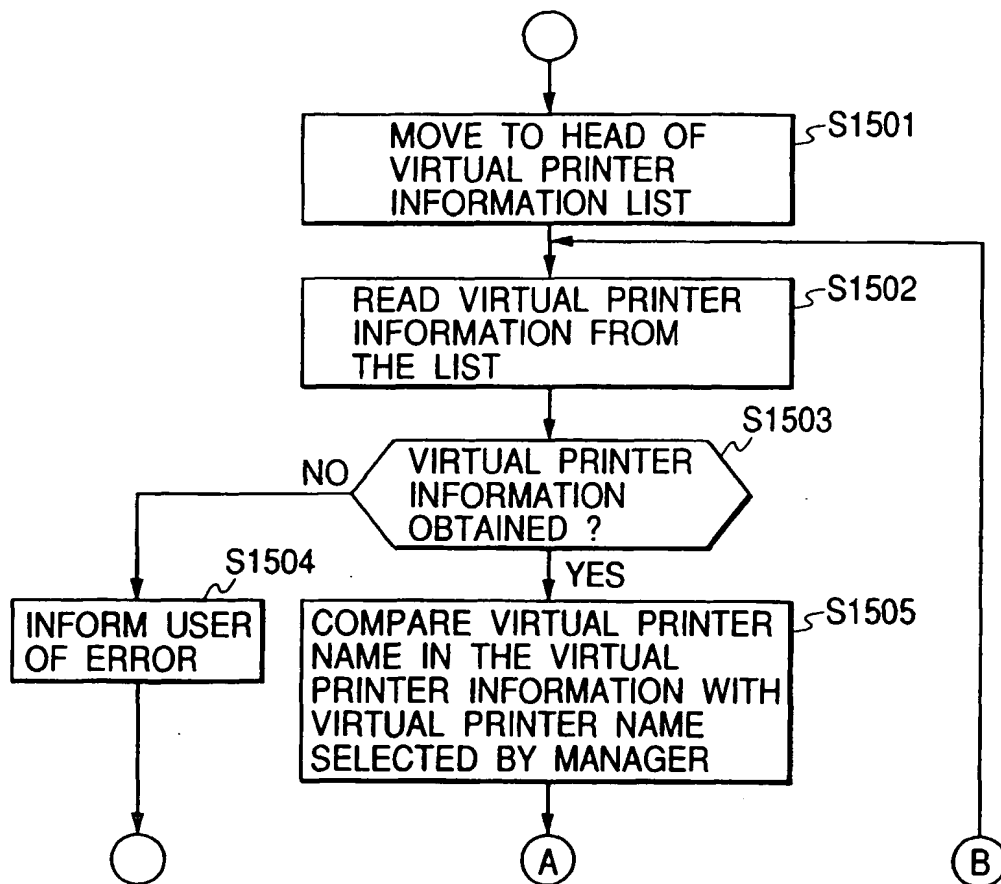 S1501
MOVE TO HEAD OF
VIRTUAL PRINTER
INFORMATION LIST
S1502
READ VIRTUAL PRINTER
INFORMATION FROM
THE LIST
S1503
VIRTUAL PRINTER
INFORMATION
OBTAINED ?
NO
YES
S1504
INFORM USER
OF ERROR
S1505
COMPARE VIRTUAL PRINTER
NAME IN THE VIRTUAL
PRINTER INFORMATION WITH
VIRTUAL PRINTER NAME
SELECTED BY MANAGER
A
B